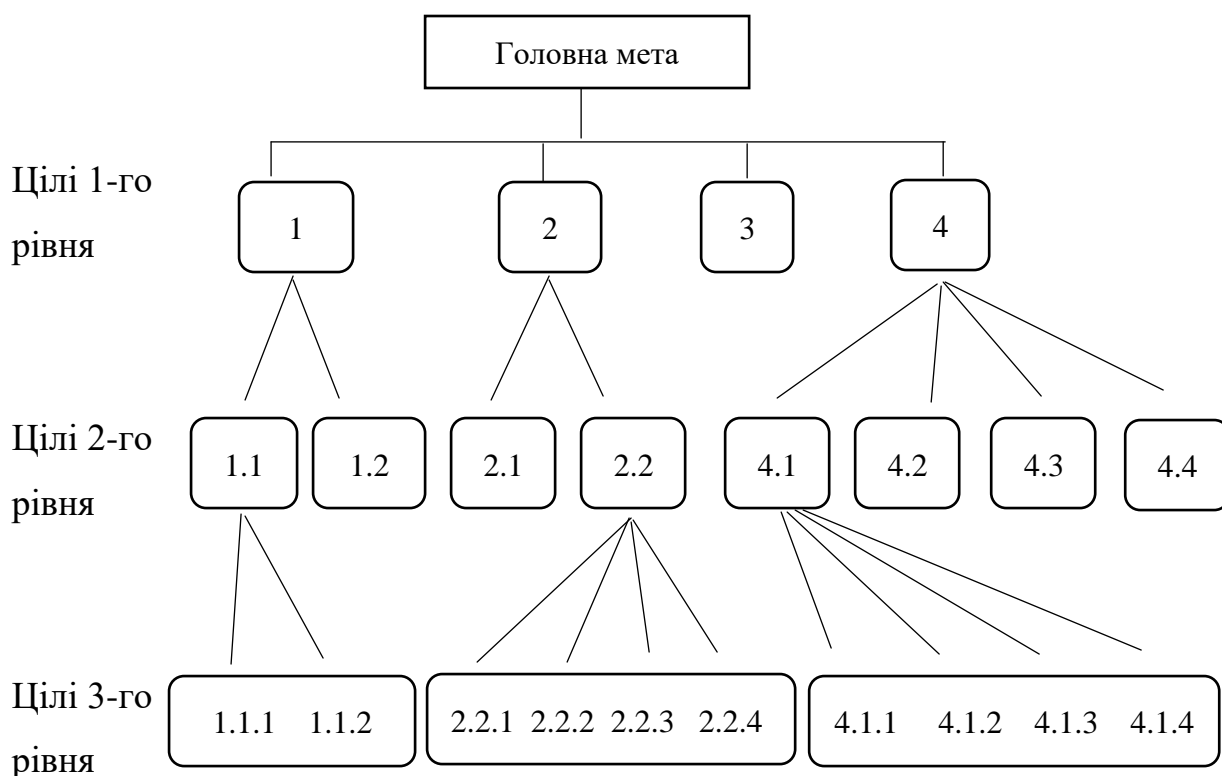 Головна мета
Цілі 1-го
рівня
1 2 3 4
Цілі 2-го
рівня
1.1 1.2 2.1 2.2 4.1 4.2 4.3 4.4
Цілі 3-го
рівня
1.1.1 1.1.2 2.2.1 2.2.2 2.2.3 2.2.4 4.1.1 4.1.2 4.1.3 4.1.4